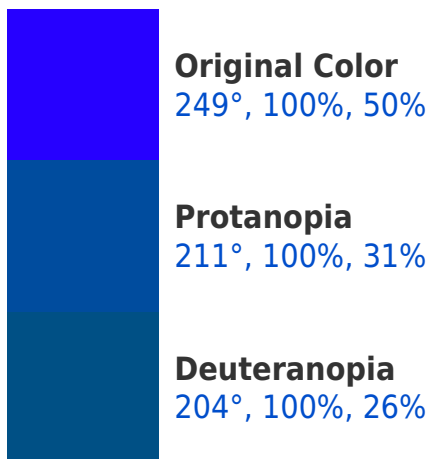 Original Color
249°, 100%, 50%
Protanopia
211°, 100%, 31%
Deuteranopia
204°, 100%, 26%